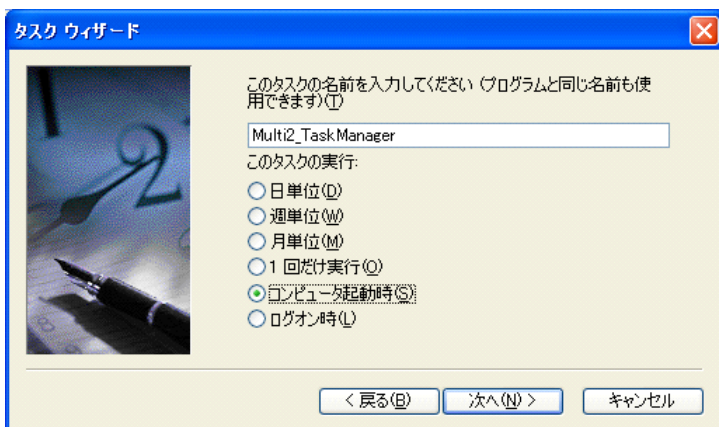 タスク ウィザード
このタスクの名前を入力してください (プログラムと同じ名前も使
用できます)(T)
Multi2_TaskManager
このタスクの実行:
日単位(D)
週単位(W)
月単位(M)
1 回だけ実行(O)
コンピュータ起動時(S)
ログオン時(L)
< 戻る(B) 次へ(N) > キャンセル